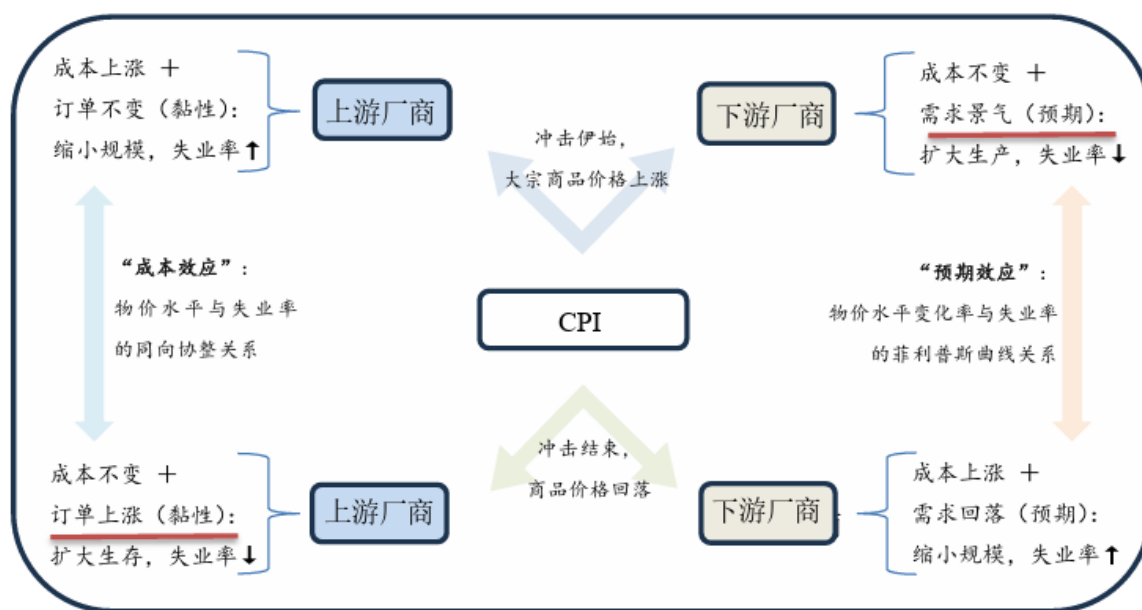 成本上涨 +
订单不变（黏性）：
缩小规模，失业率↑
上游厂商
冲击伊始，
大宗商品价格上涨
下游厂商
成本不变 +
需求景气（预期）：
扩大生产，失业率↓
“成本效应”：
物价水平与失业率
的同向协整关系
CPI
“预期效应”：
物价水平变化率与失业率
的菲利普斯曲线关系
成本不变 +
订单上涨（黏性）：
扩大生存，失业率↓
上游厂商
冲击结束，
商品价格回落
下游厂商
成本上涨 +
需求回落（预期）：
缩小规模，失业率↑